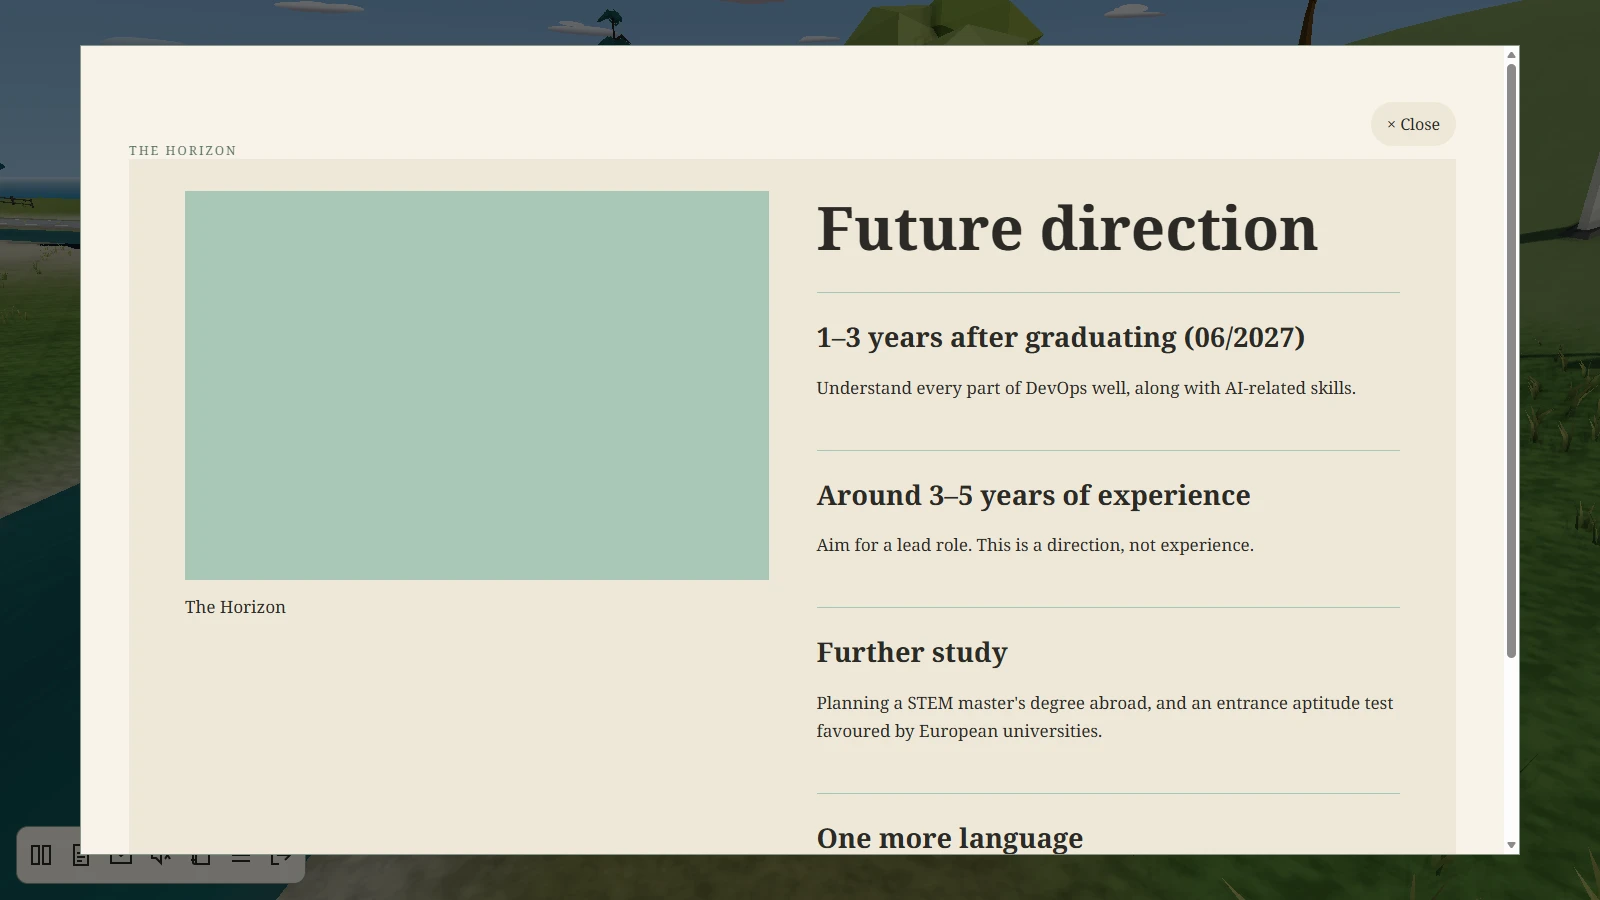 × Close
THE HORIZON
Future direction
1–3 years after graduating (06/2027)
Understand every part of DevOps well, along with AI-related skills.
Around 3–5 years of experience
Aim for a lead role. This is a direction, not experience.
The Horizon
Further study
Planning a STEM master's degree abroad, and an entrance aptitude test
favoured by European universities.
One more language